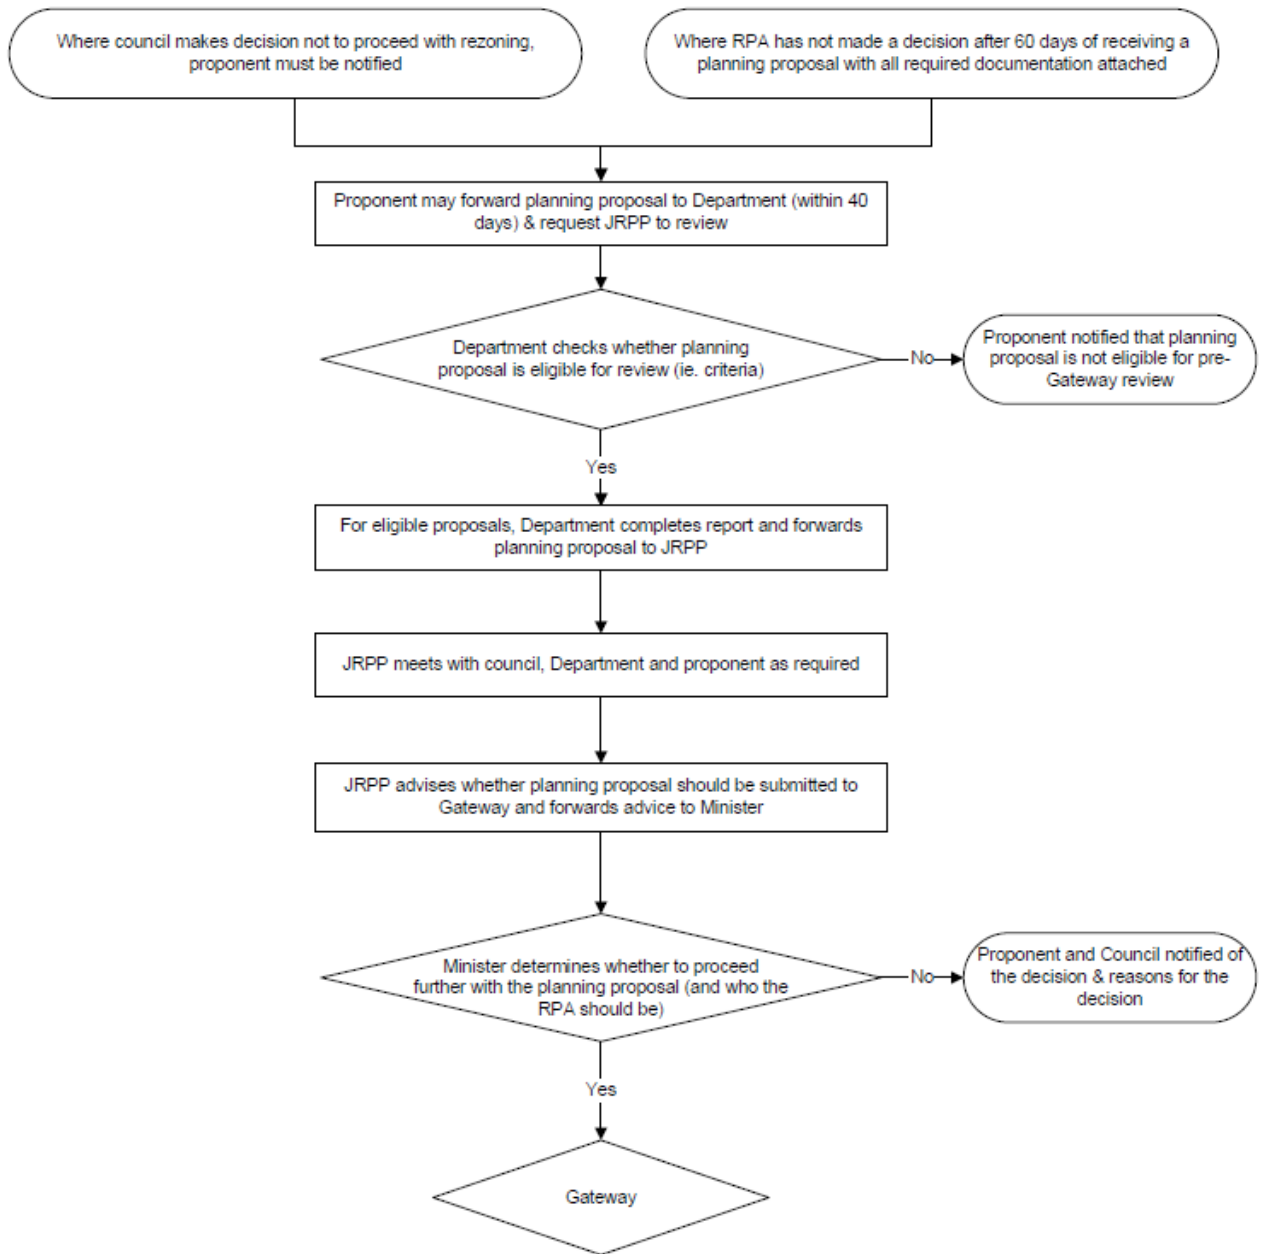 Where council makes decision not to proceed with rezoning,
proponent must be notified
Where RPA has not made a decision after 60 days of receiving a
planning proposal with all required documentation attached
Proponent may forward planning proposal to Department (within 40
days) & request JRPP to review
Department checks whether planning
proposal is eligible for review (ie. criteria)
No
Proponent notified that planning
proposal is not eligible for pre-
Gateway review
Yes
For eligible proposals, Department completes report and forwards
planning proposal to JRPP
JRPP meets with council, Department and proponent as required
JRPP advises whether planning proposal should be submitted to
Gateway and forwards advice to Minister
Minister determines whether to proceed
further with the planning proposal (and who the
RPA should be)
No
Proponent and Council notified of
the decision & reasons for the
decision
Yes
Gateway